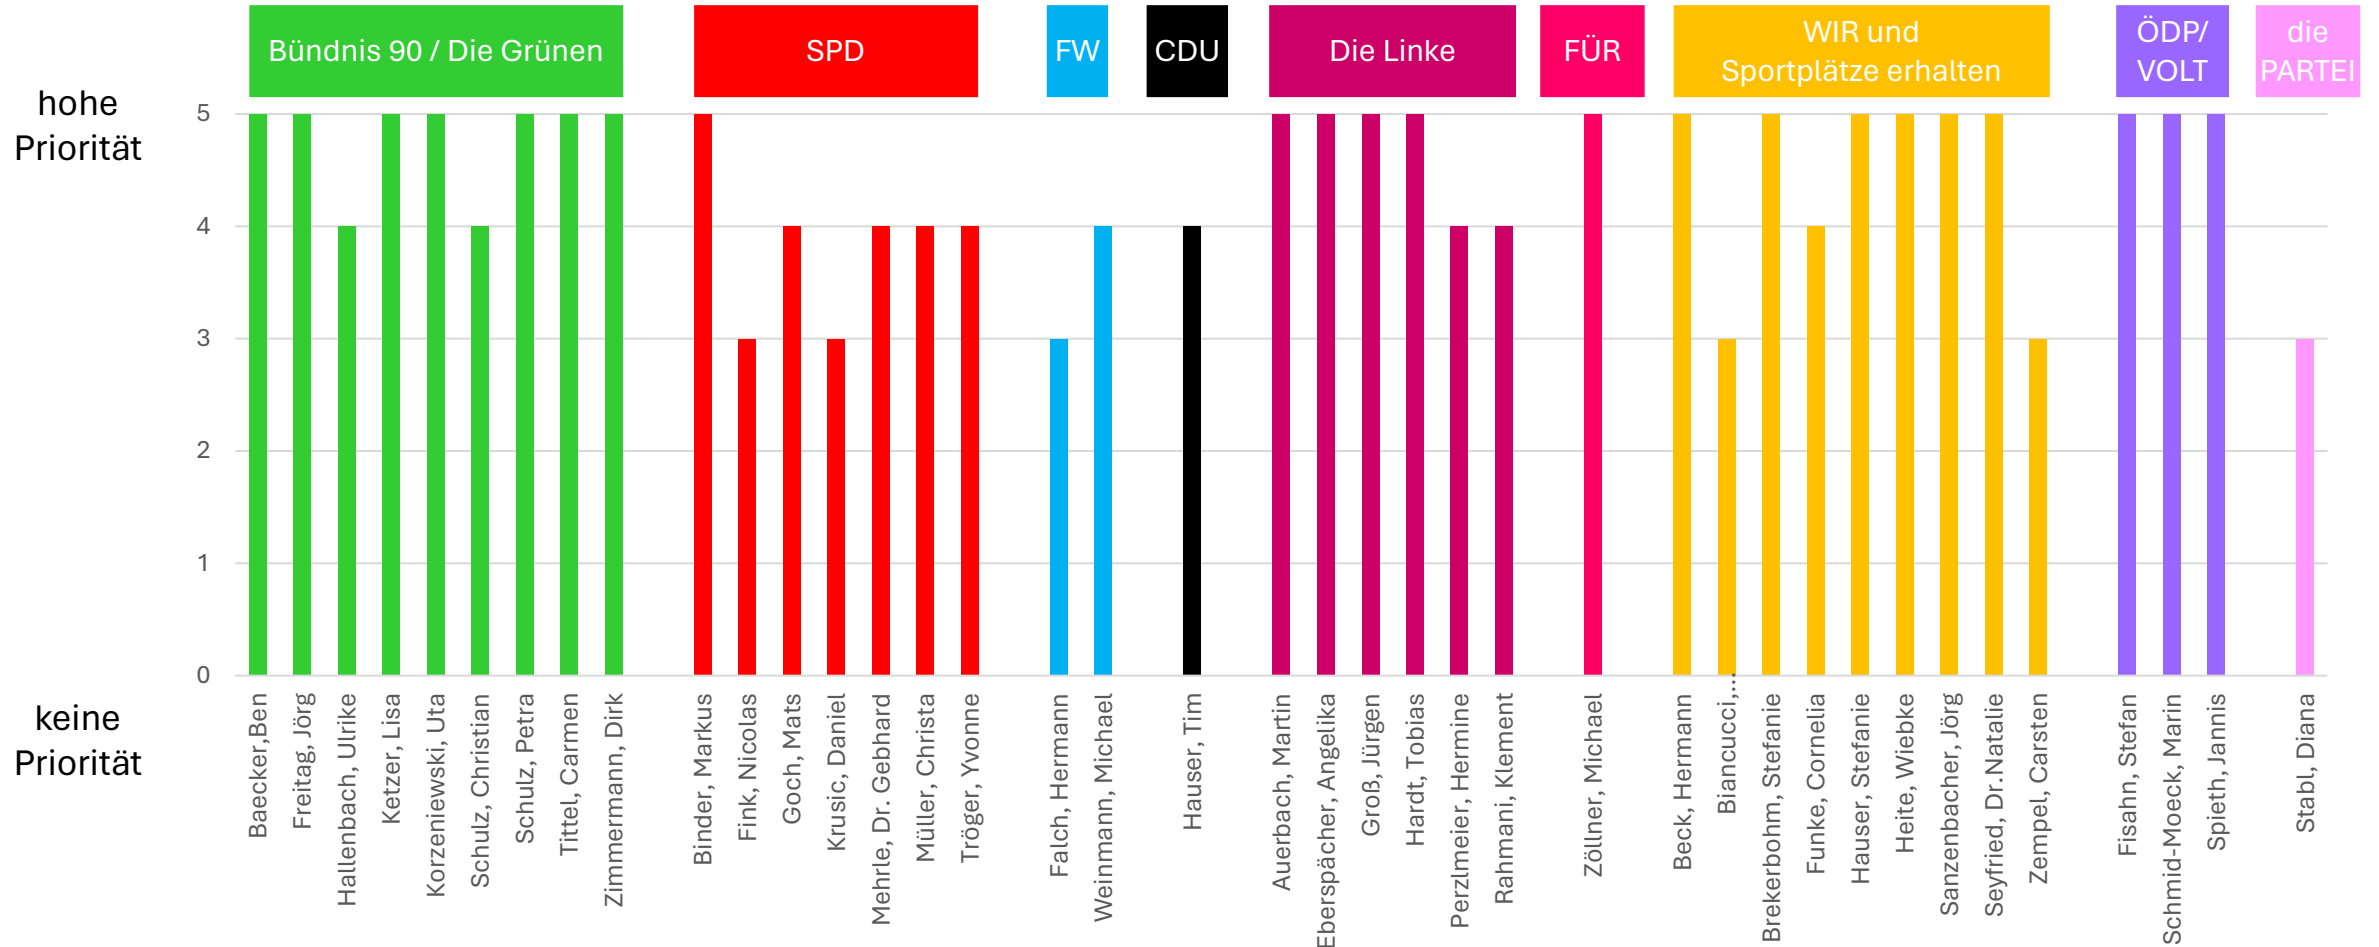 Bündnis 90 / Die Grünen
SPD
FW
CDU
Die Linke
FÜR
WIR und
Sportplätze erhalten
ÖDP/
VOLT
die
PARTEI
hohe
Priorität
5
4
3
2
1
0
keine
Priorität
Baecker,Ben
Freitag, Jörg
Hallenbach, Ulrike
Ketzer, Lisa
Korzeniewski, Uta
Schulz, Christian
Schulz, Petra
Tittel, Carmen
Zimmermann, Dirk
Binder, Markus
Fink, Nicolas
Goch, Mats
Krusic, Daniel
Mehrle, Dr. Gebhard
Müller, Christa
Tröger, Yvonne
Falch, Hermann
Weinmann, Michael
Hauser, Tim
Auerbach, Martin
Eberspächer, Angelika
Groß, Jürgen
Hardt, Tobias
Perzlmeier, Hermine
Rahmani, Klement
Zöllner, Michael
Beck, Hermann
Biancucci,…
Brekerbohm, Stefanie
Funke, Cornelia
Hauser, Stefanie
Heite, Wiebke
Sanzenbacher, Jörg
Seyfried, Dr.Natalie
Zempel, Carsten
Fisahn, Stefan
Schmid-Moeck, Marin
Spieth, Jannis
Stabl, Diana